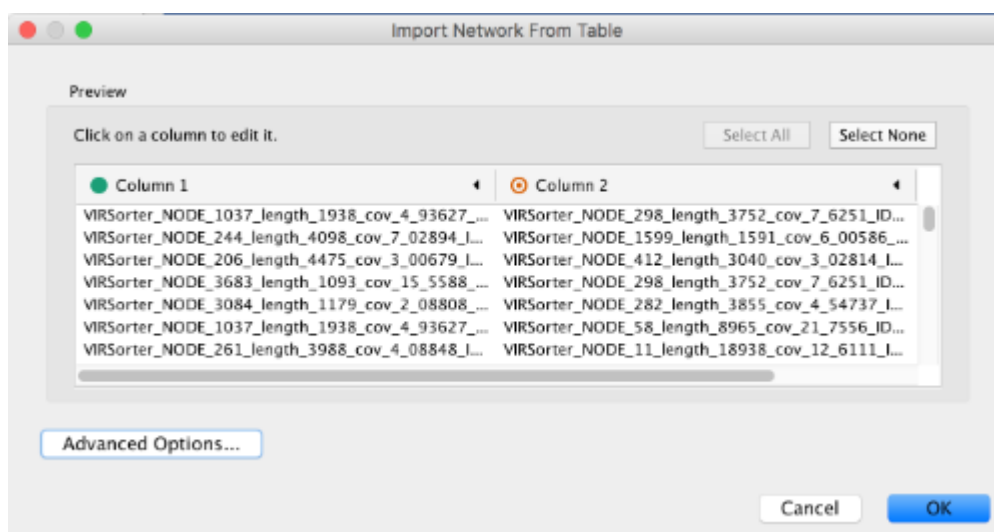 Import Network From Table
Preview
Click on a column to edit it.
Select All
Select None
Column 1
Column 2
VIRSorter_NODE_1037_length_1938_cov_4_93627_... VIRSorter_NODE_298_length_3752_cov_7_6251_ID...
VIRSorter_NODE_244_length_4098_cov_7_02894_I... VIRSorter_NODE_1599_length_1591_cov_6_00586_...
VIRSorter_NODE_206_length_4475_cov_3_00679_I... VIRSorter_NODE_412_length_3040_cov_3_02814_I...
VIRSorter_NODE_3683_length_1093_cov_15_5588_... VIRSorter_NODE_298_length_3752_cov_7_6251_ID...
VIRSorter_NODE_3084_length_1179_cov_2_08808_... VIRSorter_NODE_282_length_3855_cov_4_54737_I...
VIRSorter_NODE_1037_length_1938_cov_4_93627_... VIRSorter_NODE_58_length_8965_cov_21_7556_ID...
VIRSorter_NODE_261_length_3988_cov_4_08848_I... VIRSorter_NODE_11_length_18938_cov_12_6111_I...
Advanced Options...
Cancel
OK